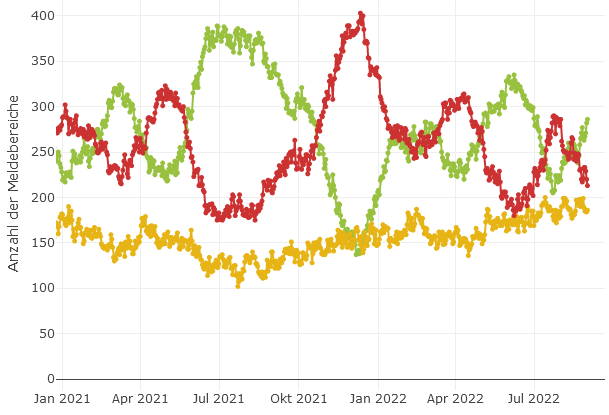 Anzahl der Meldebereiche
400
350
300
250
200
150
100
50
0
Jan 2021
Apr 2021
Jul 2021
Okt 2021
Jan 2022
Apr 2022
Jul 2022